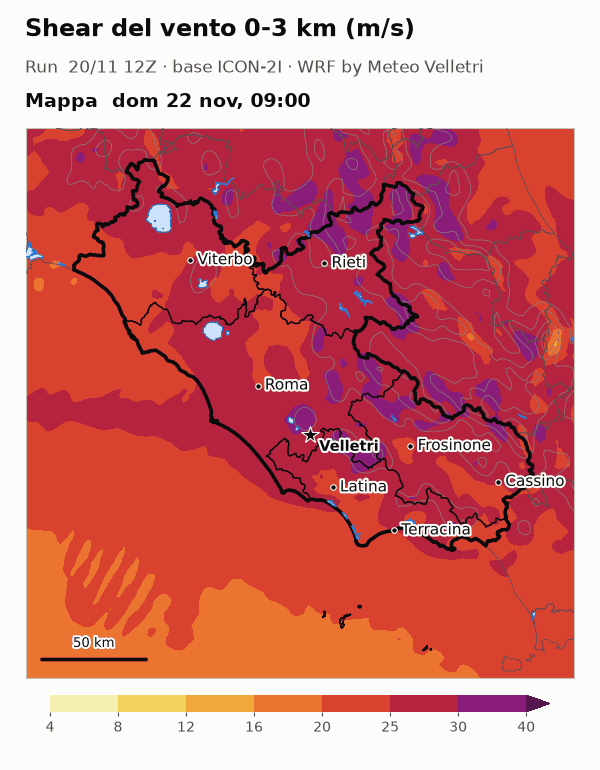 Shear del vento 0-3 km (m/s)
Run  20/11 12Z · base ICON-2I · WRF by Meteo Velletri
Mappa  dom 22 nov, 09:00
Viterbo
Rieti
Roma
Velletri
Frosinone
Latina
Cassino
Terracina
50 km
4 8 12 16 20 25 30 40